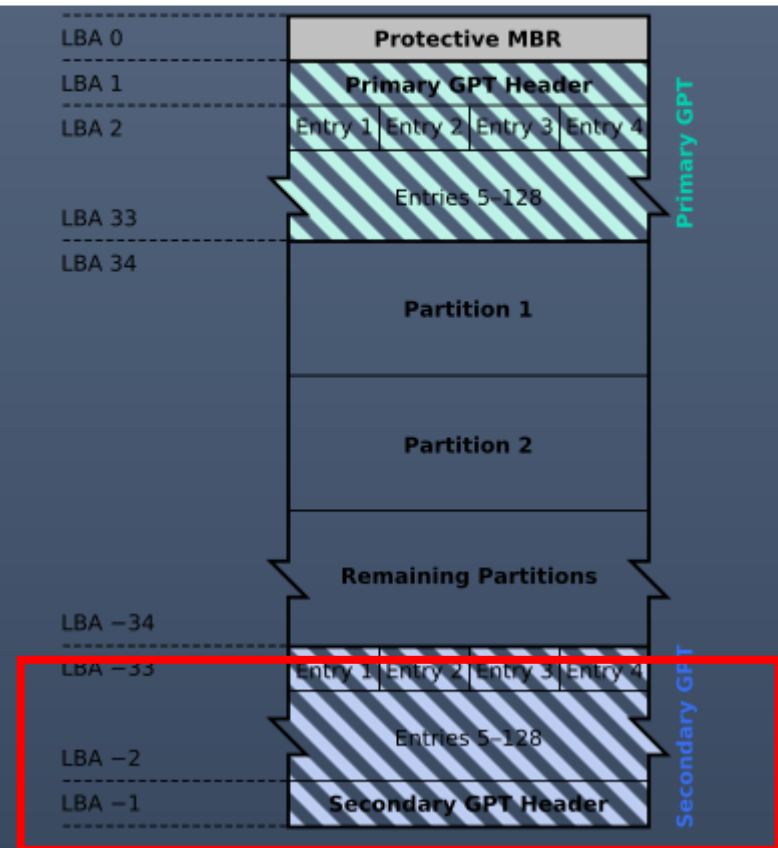 LBA 0
Protective MBR
LBA 1
Primary GPT Header
LBA 2
Entry 1 Entry 2 Entry 3 Entry 4
Entries 5–128
LBA 33
Primary GPT
LBA 34
Partition 1
Partition 2
Remaining Partitions
LBA −34
LBA −33
Entry 1 Entry 2 Entry 3 Entry 4
Entries 5–128
LBA −2
LBA −1
Secondary GPT Header
Secondary GPT